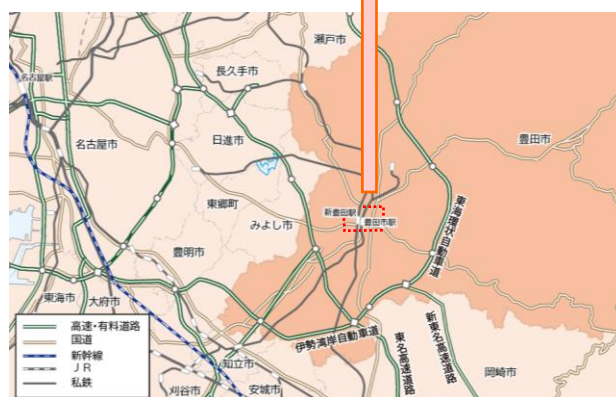 瀬戸市
名古屋駅
長久手市
名古屋市
日進市
豊田市
東郷町
みよし市
新豊田駅
豊田市駅
東海環状自動車道
豊明市
東海市
大府市
伊勢湾岸自動車道
新東名高速道路
東名高速道路
岡崎市
知立市
刈谷市
安城市
高速・有料道路
国道
新幹線
ＪＲ
私鉄